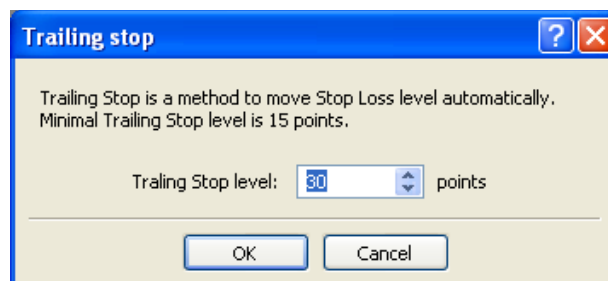 Trailing stop
Trailing Stop is a method to move Stop Loss level automatically.
Minimal Trailing Stop level is 15 points.
Traling Stop level: 30 points
OK Cancel